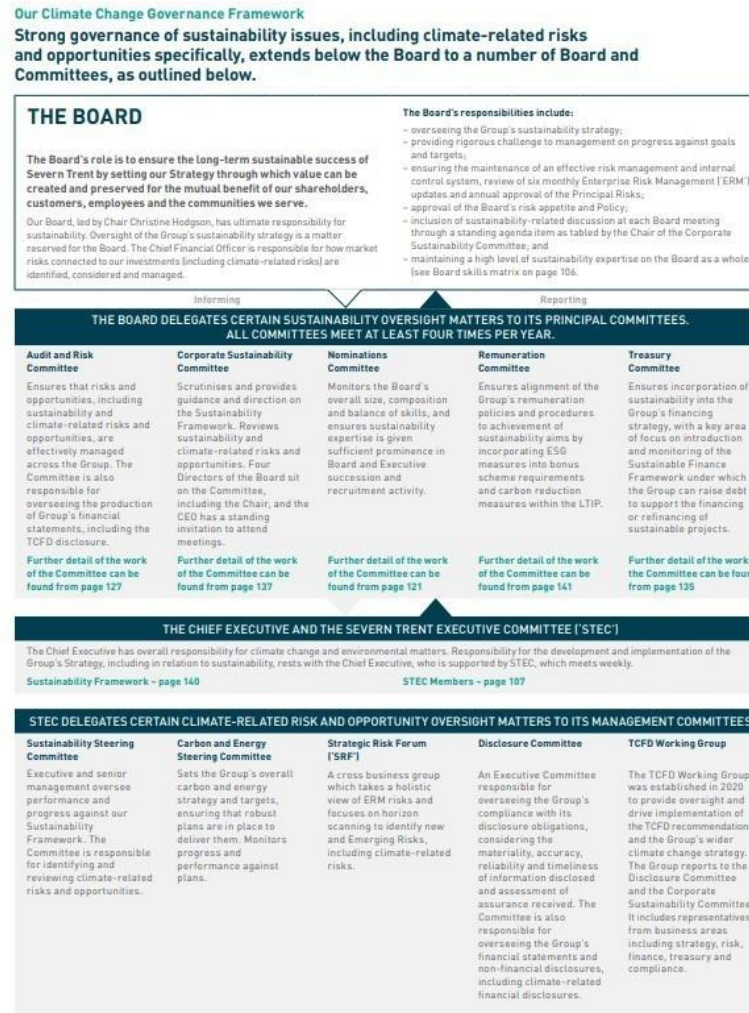 Our Climate Change Governance Framework
Strong governance of sustainability issues, including climate-related risks
and opportunities specifically, extends below the Board to a number of Board and
Committees, as outlined below.
THE BOARD
The Board's role is to ensure the long-term sustainable success of
Severn Trent by setting our Strategy through which value can be
created and preserved for the mutual benefit of our shareholders,
customers, employees and the communities we serve.
Our Board, led by Chair Christine Hodgson, has ultimate responsibility for
sustainability. Oversight of the Group's sustainability strategy is a matter
reserved for the Board. The Chief Financial Officer is responsible for how market
risks connected to our investments (including climate-related risks) are
identified, considered and managed.
The Board's responsibilities include:
– overseeing the Group's sustainability strategy;
– providing rigorous challenge to management on progress against goals
and targets;
– ensuring the maintenance of an effective risk management and internal
control system, review of six monthly Enterprise Risk Management ('ERM')
updates and annual approval of the Principal Risks;
– approval of the Board's risk appetite and Policy;
– inclusion of sustainability-related discussion at each Board meeting
through a standing agenda item as tabled by the Chair of the Corporate
Sustainability Committee; and
– maintaining a high level of sustainability expertise on the Board as a whole
(see Board skills matrix on page 106.
Informing
Reporting
THE BOARD DELEGATES CERTAIN SUSTAINABILITY OVERSIGHT MATTERS TO ITS PRINCIPAL COMMITTEES.
ALL COMMITTEES MEET AT LEAST FOUR TIMES PER YEAR.
Audit and Risk
Committee
Ensures that risks and
opportunities, including
sustainability and
climate-related risks and
opportunities, are
effectively managed
across the Group. The
Committee is also
responsible for
overseeing the production
of Group's financial
statements, including the
TCFD disclosure.
Further detail of the work
of the Committee can be
found from page 127
Corporate Sustainability
Committee
Scrutinises and provides
guidance and direction on
the Sustainability
Framework. Reviews
sustainability and
climate-related risks and
opportunities. Four
Directors of the Board sit
on the Committee,
including the Chair, and the
CEO has a standing
invitation to attend
meetings.
Further detail of the work
of the Committee can be
found from page 137
Nominations
Committee
Monitors the Board's
overall size, composition
and balance of skills, and
ensures sustainability
expertise is given
sufficient prominence in
Board and Executive
succession and
recruitment activity.
Further detail of the work
of the Committee can be
found from page 121
Remuneration
Committee
Ensures alignment of the
Group's remuneration
policies and procedures
to achievement of
sustainability aims by
incorporating ESG
measures into bonus
scheme requirements
and carbon reduction
measures within the LTIP.
Further detail of the work
of the Committee can be
found from page 141
Treasury
Committee
Ensures incorporation of
sustainability into the
Group's financing
strategy, with a key area
of focus on introduction
and monitoring of the
Sustainable Finance
Framework under which
the Group can raise debt
to support the financing
or refinancing of
sustainable projects.
Further detail of the work
the Committee can be
from page 135
THE CHIEF EXECUTIVE AND THE SEVERN TRENT EXECUTIVE COMMITTEE ('STEC')
The Chief Executive has overall responsibility for climate change and environmental matters. Responsibility for the development and implementation of the
Group's Strategy, including in relation to sustainability, rests with the Chief Executive, who is supported by STEC, which meets weekly.
Sustainability Framework – page 140
STEC Members – page 107
STEC DELEGATES CERTAIN CLIMATE-RELATED RISK AND OPPORTUNITY OVERSIGHT MATTERS TO ITS MANAGEMENT COMMITTEES
Sustainability Steering
Committee
Executive and senior
management oversee
performance and
progress against our
Sustainability
Framework. The
Committee is responsible
for identifying and
reviewing climate-related
risks and opportunities.
Carbon and Energy
Steering Committee
Sets the Group's overall
carbon and energy
strategy and targets,
ensuring that robust
plans are in place to
deliver them. Monitors
progress and
performance against
plans.
Strategic Risk Forum
('SRF')
A cross business group
which takes a holistic
view of ERM risks and
focuses on horizon
scanning to identify new
and Emerging Risks,
including climate-related
risks.
Disclosure Committee
An Executive Committee
responsible for
overseeing the Group's
compliance with its
disclosure obligations,
considering the
materiality, accuracy,
reliability and timeliness
of information disclosed
and assessment of
assurance received. The
Committee is also
responsible for
overseeing the Group's
financial statements and
non-financial disclosures,
including climate-related
financial disclosures.
TCFD Working Group
The TCFD Working Group
was established in 2020
to provide oversight and
drive implementation of
the TCFD recommendation
and the Group's wider
climate change strategy.
The Group reports to the
Disclosure Committee
and the Corporate
Sustainability Committee
It includes representatives
from business areas
including strategy, risk,
finance, treasury and
compliance.